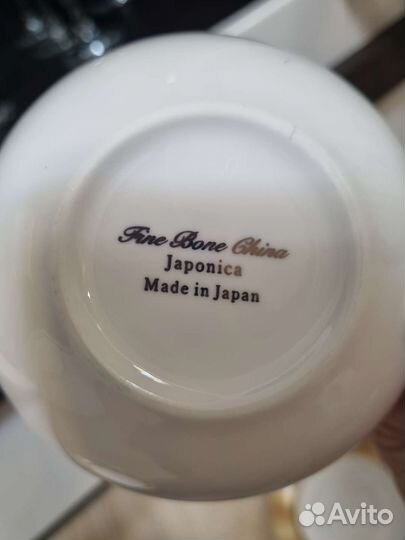 Fine Bone China
Japonica
Made in Japan
Avito